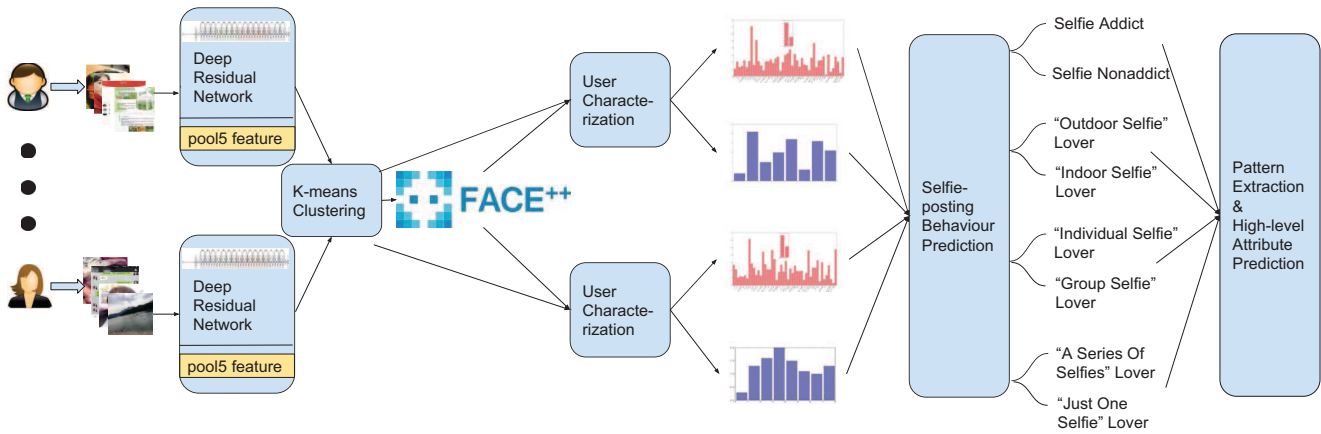 Deep
Residual
Network
pool5 feature
Deep
Residual
Network
pool5 feature
K-means
Clustering
FACE++
User
Characte-
rization
User
Characte-
rization
Selfie-
posting
Behaviour
Prediction
Selfie Addict
Selfie Nonaddict
“Outdoor Selfie”
Lover
“Indoor Selfie”
Lover
“Individual Selfie”
Lover
“Group Selfie”
Lover
“A Series Of
Selfies” Lover
“Just One
Selfie” Lover
Pattern
Extraction
&
High-level
Attribute
Prediction